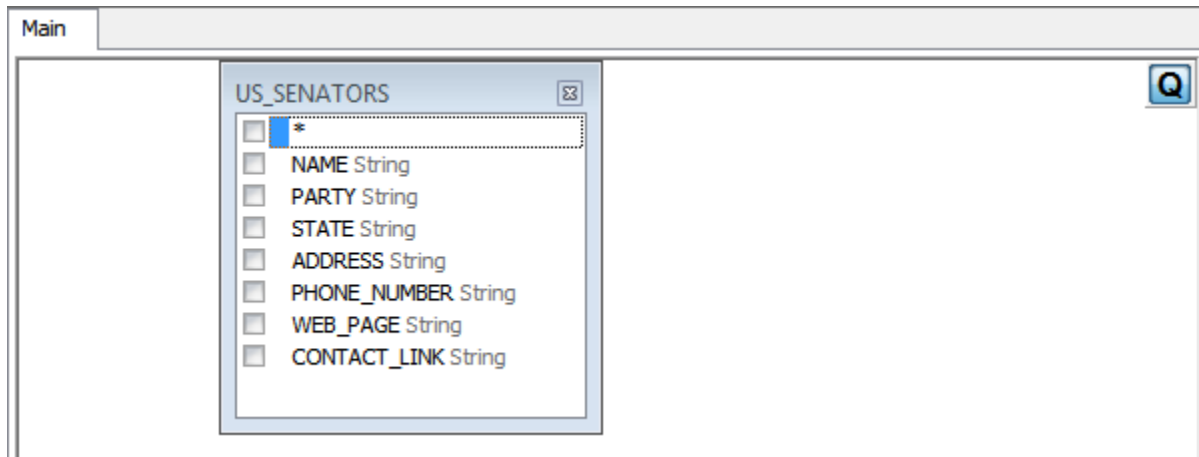 Main
US_SENATORS
*
NAME String
PARTY String
STATE String
ADDRESS String
PHONE_NUMBER String
WEB_PAGE String
CONTACT_LINK String
Q